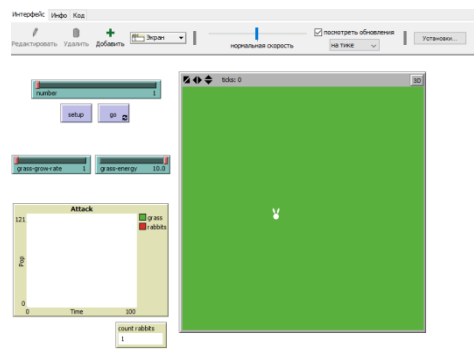 Интерфейс Инфо Код
Редактировать Удалить Добавить Экран нормальная скорость посмотреть обновления на тике Установки...
ticks: 0 3D
number 1
setup go
grass-grow-rate 1 grass-energy 10.0
Attack
121
Pop
0
0 Time 100
grass
rabbits
count rabbits
1